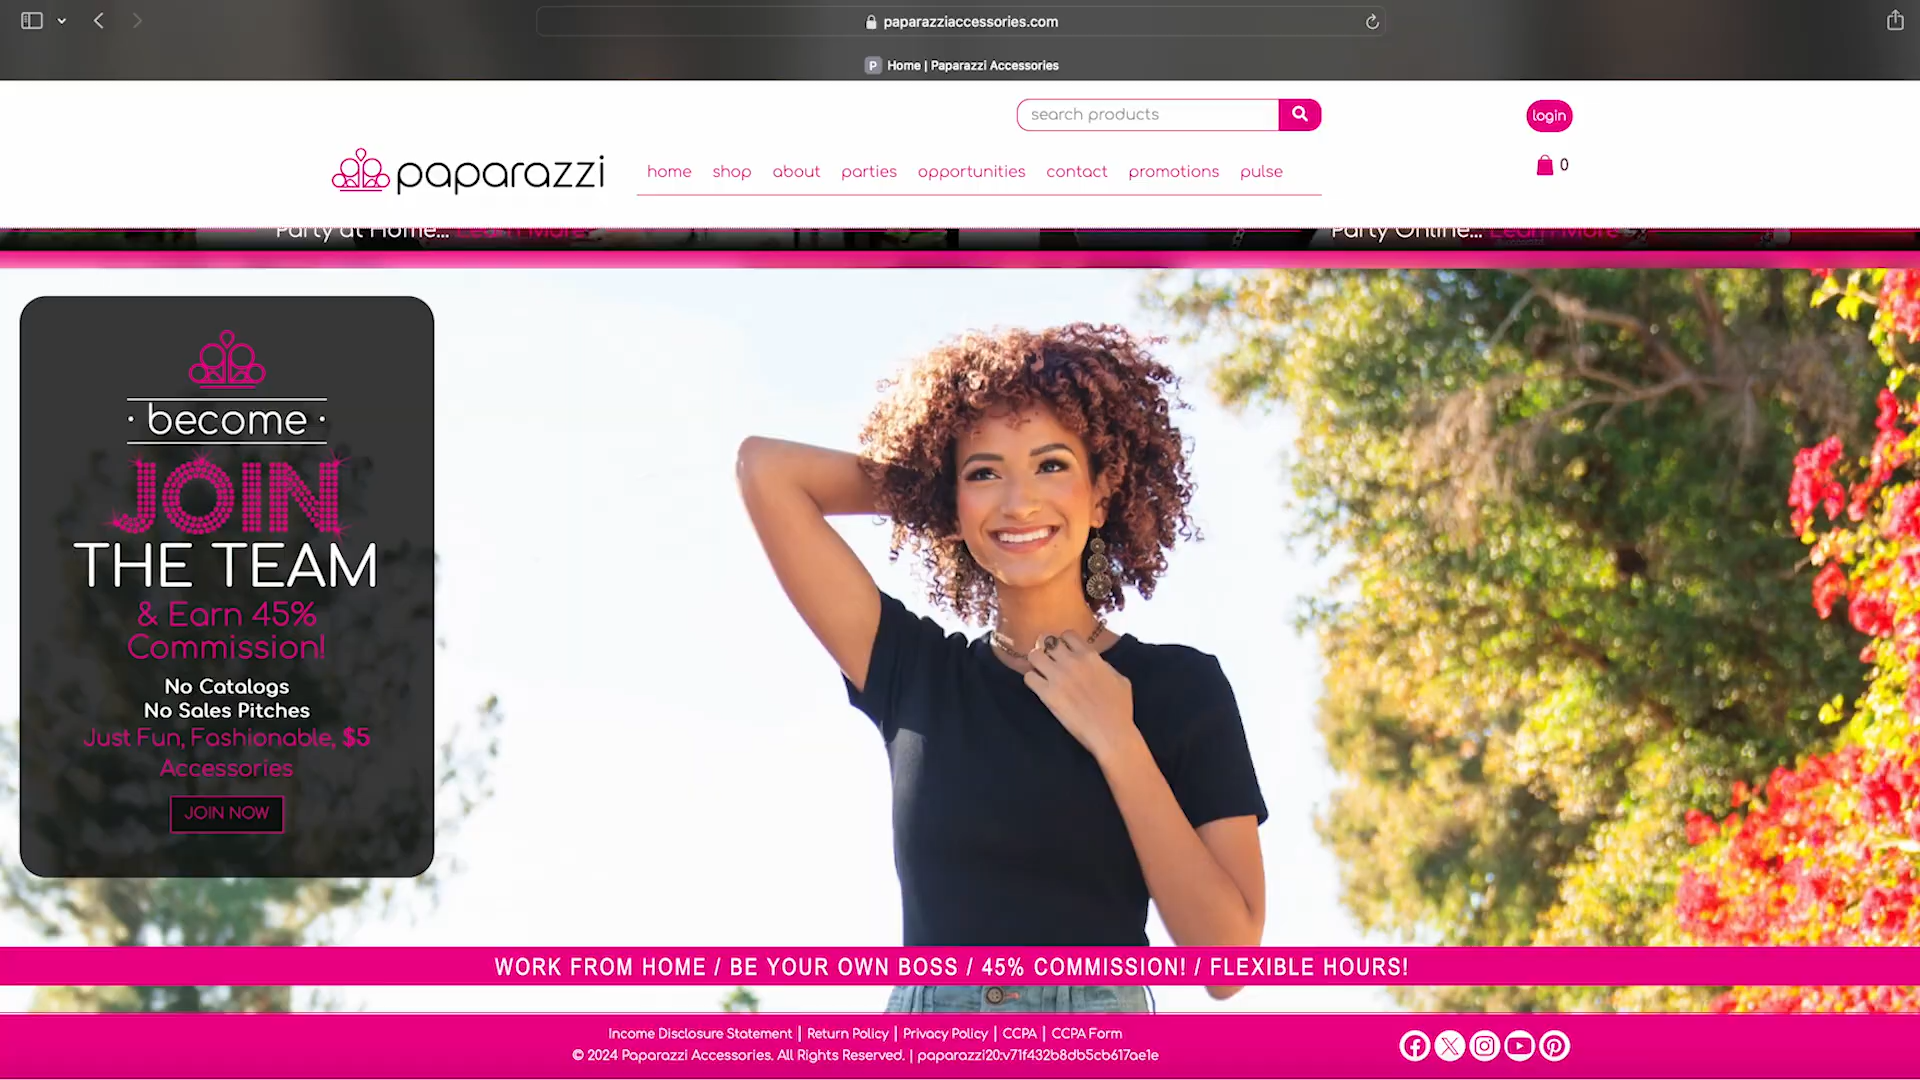 paparazziaccessories.com
P Home | Paparazzi Accessories
search products
login
paparazzi
home shop about parties opportunities contact promotions pulse
0
Party at Home... Learn More
Party Online... Learn More
· become ·
JOIN
THE TEAM
& Earn 45%
Commission!
No Catalogs
No Sales Pitches
Just Fun, Fashionable, $5
Accessories
JOIN NOW
WORK FROM HOME / BE YOUR OWN BOSS / 45% COMMISSION! / FLEXIBLE HOURS!
Income Disclosure Statement | Return Policy | Privacy Policy | CCPA | CCPA Form
© 2024 Paparazzi Accessories. All Rights Reserved. | paparazzi20:v71f432b8db5cb617ae1e